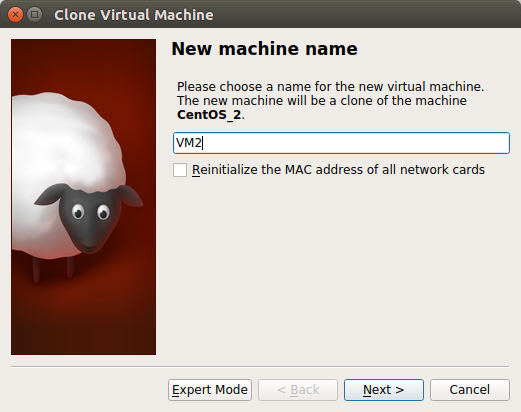 Clone Virtual Machine
New machine name
Please choose a name for the new virtual machine.
The new machine will be a clone of the machine
CentOS_2.
VM2
Reinitialize the MAC address of all network cards
Expert Mode
< Back
Next >
Cancel